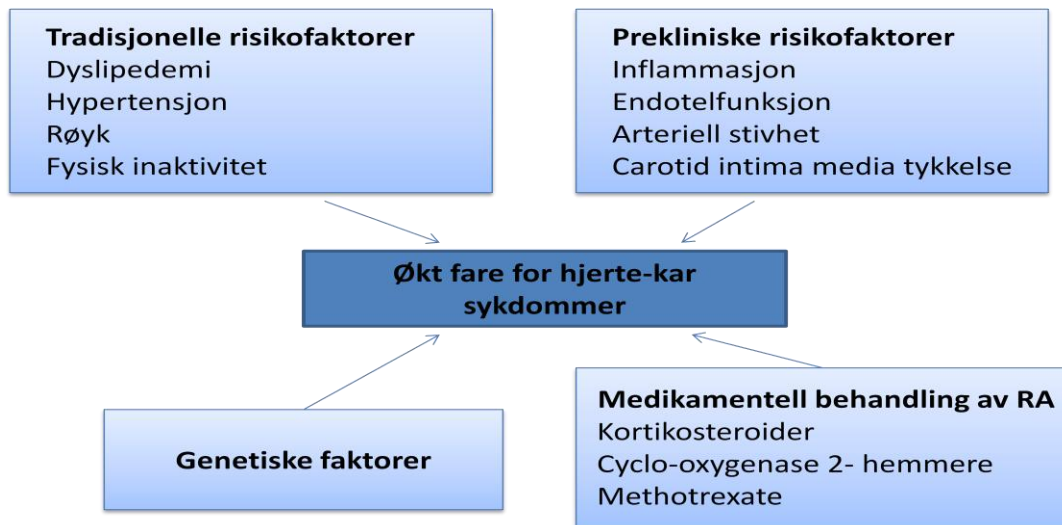 Tradisjonelle risikofaktorer
Dyslipedemi
Hypertensjon
Røyk
Fysisk inaktivitet
Prekliniske risikofaktorer
Inflammasjon
Endotelfunksjon
Arteriell stivhet
Carotid intima media tykkelse
Økt fare for hjerte-kar
sykdommer
Genetiske faktorer
Medikamentell behandling av RA
Kortikosteroider
Cyclo-oxygenase 2- hemmere
Methotrexate